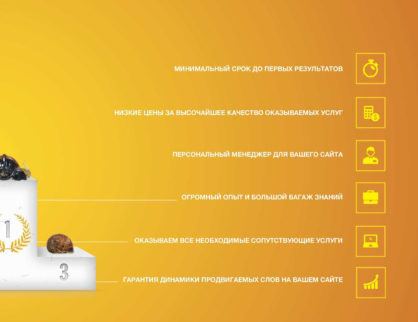 МИНИМАЛЬНЫЙ СРОК ДО ПЕРВЫХ РЕЗУЛЬТАТОВ
НИЗКИЕ ЦЕНЫ ЗА ВЫСОЧАЙШЕЕ КАЧЕСТВО ОКАЗЫВАЕМЫХ УСЛУГ
ПЕРСОНАЛЬНЫЙ МЕНЕДЖЕР ДЛЯ ВАШЕГО САЙТА
ОГРОМНЫЙ ОПЫТ И БОЛЬШОЙ БАГАЖ ЗНАНИЙ
1
ОКАЗЫВАЕМ ВСЕ НЕОБХОДИМЫЕ СОПУТСТВУЮЩИЕ УСЛУГИ
3
ГАРАНТИЯ ДИНАМИКИ ПРОДВИГАЕМЫХ СЛОВ НА ВАШЕМ САЙТЕ